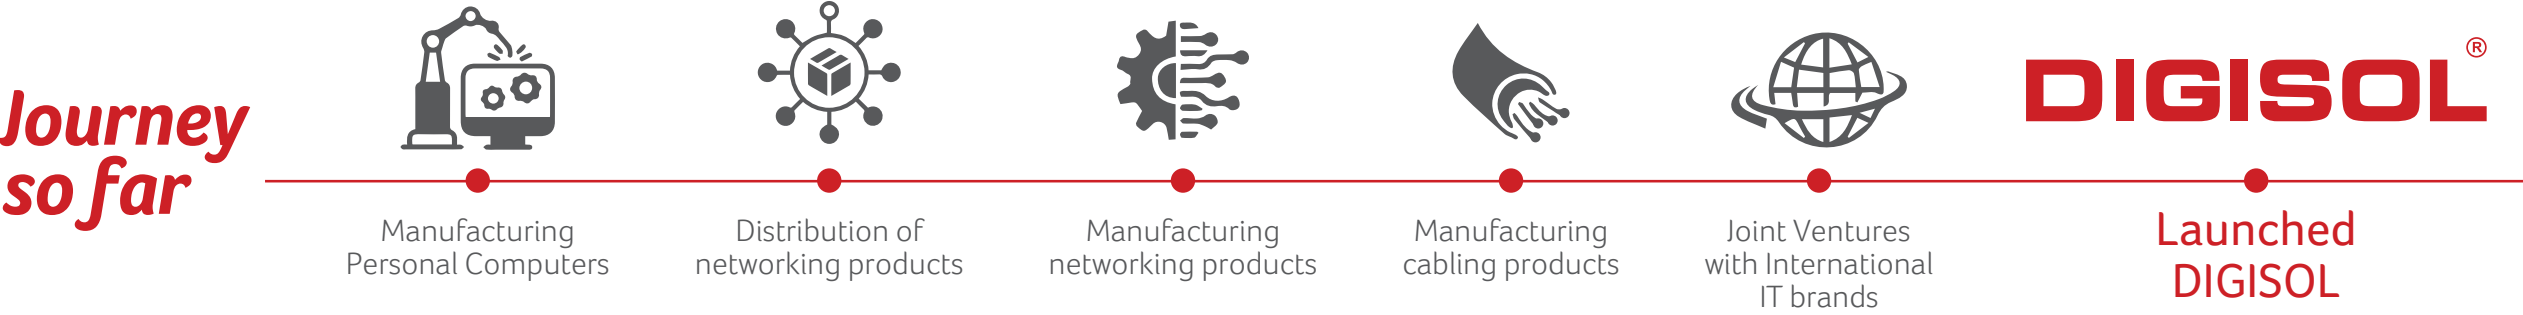 Journey
so far
Manufacturing
Personal Computers
Distribution of
networking products
Manufacturing
networking products
Manufacturing
cabling products
Joint Ventures
with International
IT brands
DIGISOL®
Launched
DIGISOL